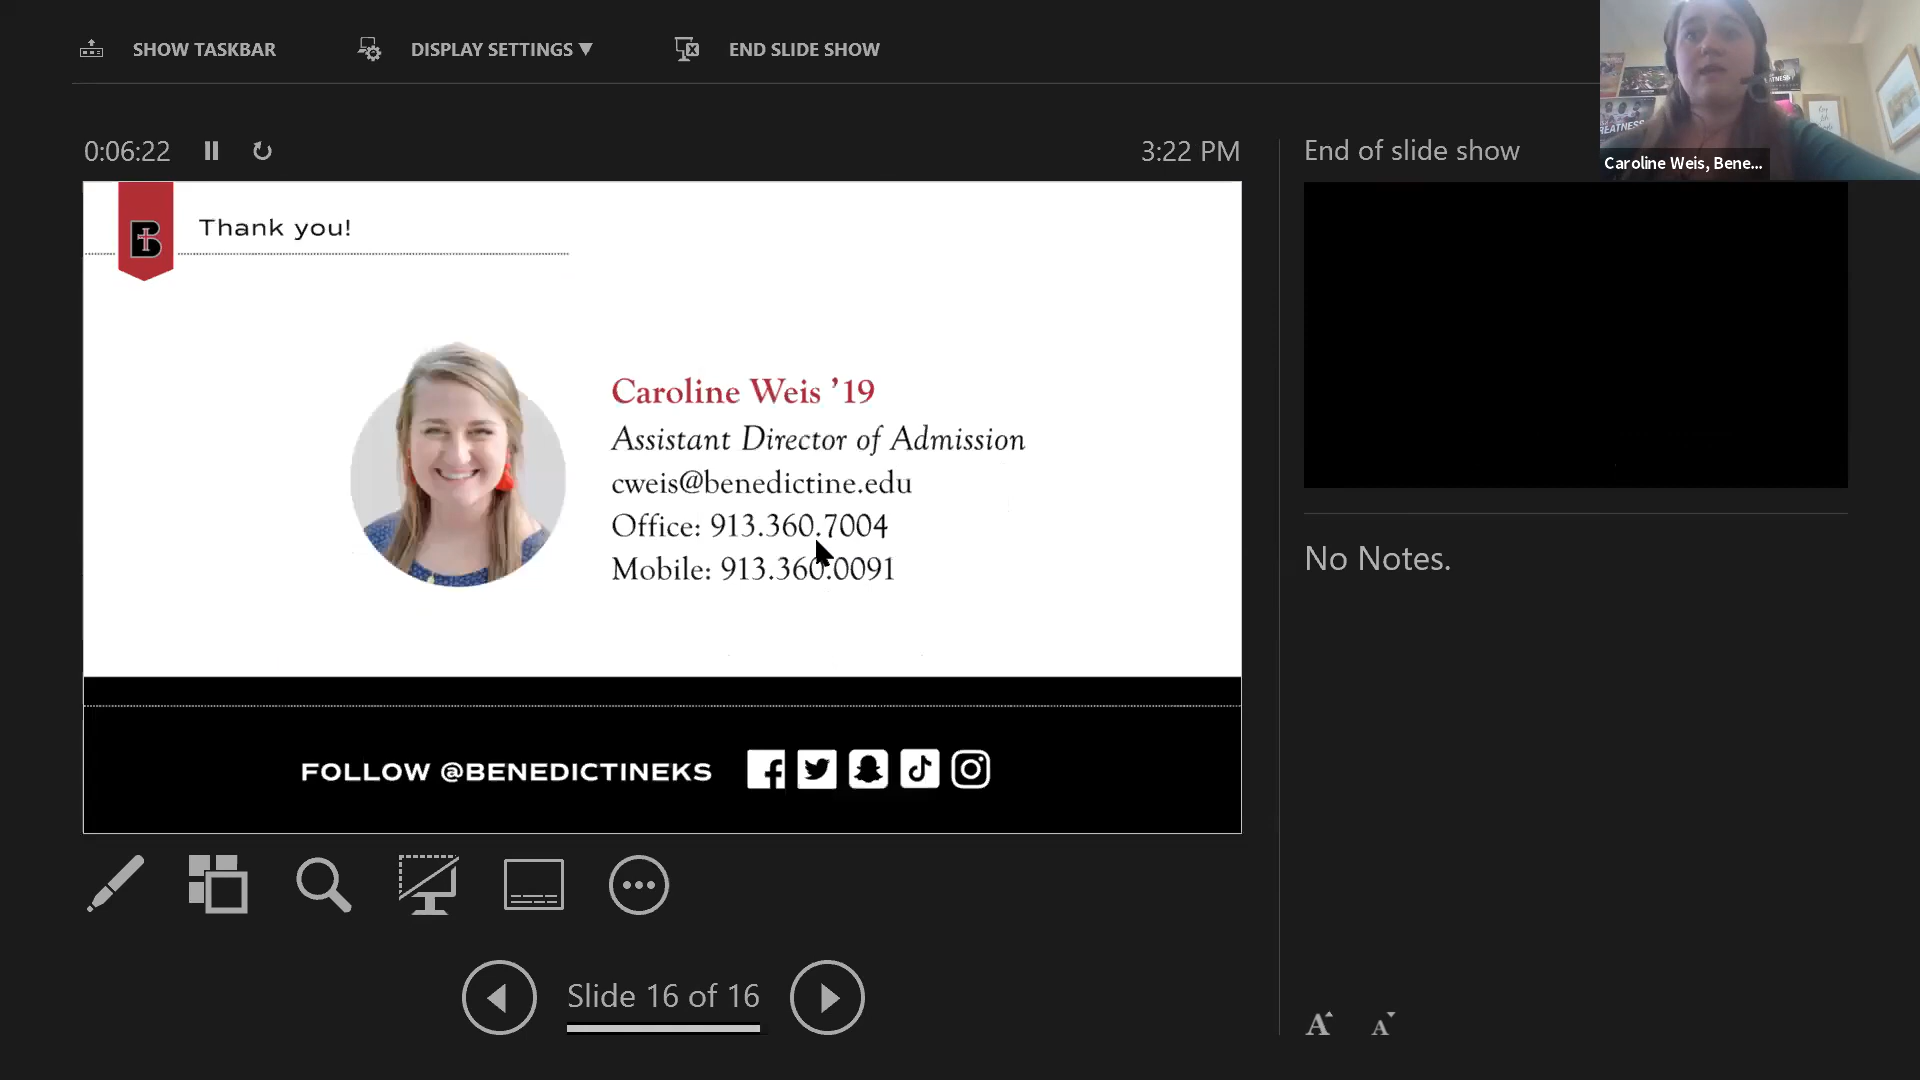 SHOW TASKBAR
DISPLAY SETTINGS ▼
END SLIDE SHOW
0:06:22
3:22 PM
End of slide show
Caroline Weis, Bene...
Thank you!
Caroline Weis ’19
Assistant Director of Admission
cweis@benedictine.edu
Office: 913.360.7004
Mobile: 913.360.0091
FOLLOW @BENEDICTINEKS
No Notes.
Slide 16 of 16
A A